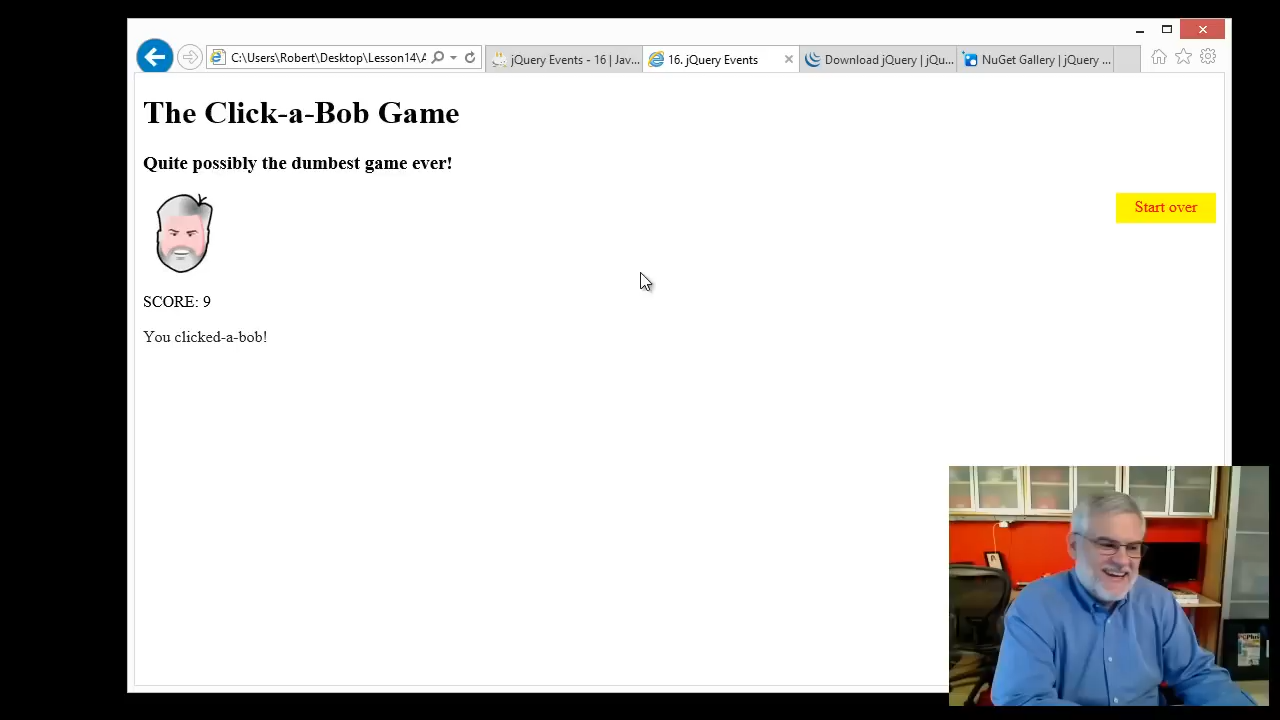 C:\Users\Robert\Desktop\Lesson14\A
jQuery Events - 16 | Jav...
16. jQuery Events
Download jQuery | jQu...
NuGet Gallery | jQuery ...
The Click-a-Bob Game
Quite possibly the dumbest game ever!
Start over
SCORE: 9
You clicked-a-bob!